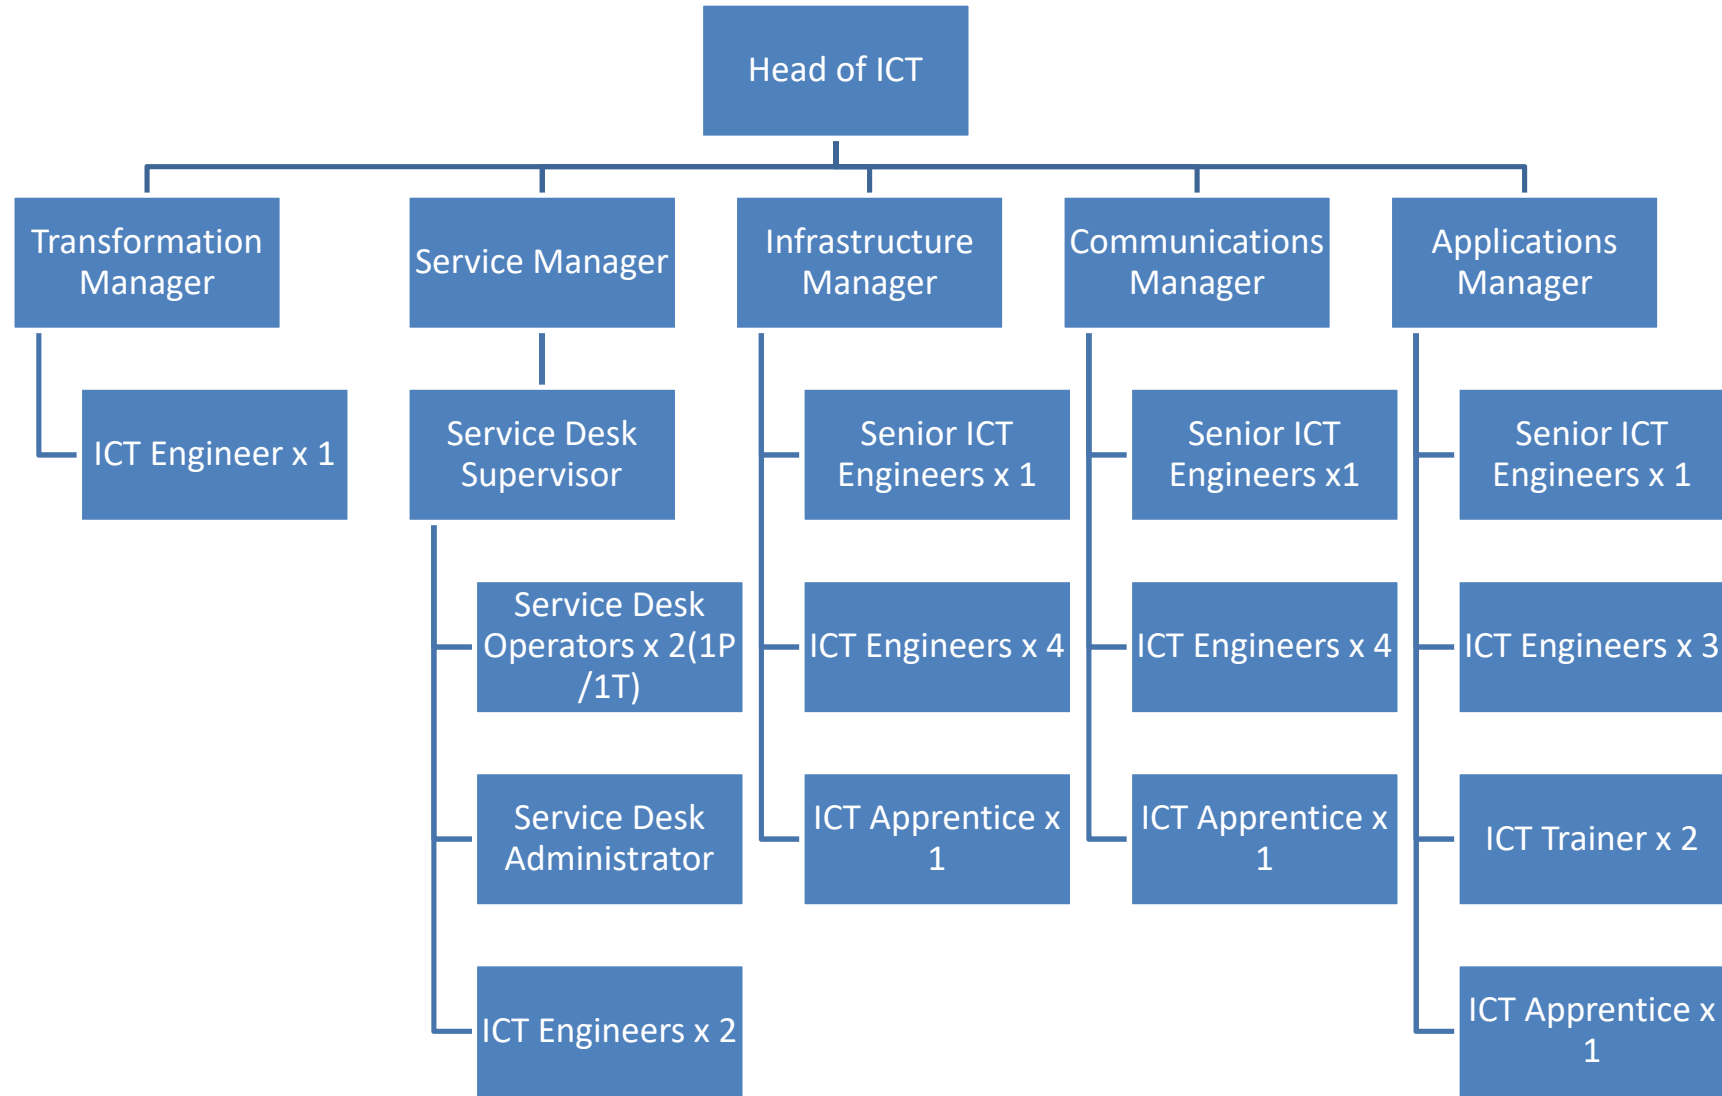 Head of ICT
Transformation
Manager
Service Manager
Infrastructure
Manager
Communications
Manager
Applications
Manager
ICT Engineer x 1
Service Desk
Supervisor
Senior ICT
Engineers x 1
Senior ICT
Engineers x1
Senior ICT
Engineers x 1
Service Desk
Operators x 2(1P
/1T)
ICT Engineers x 4
ICT Engineers x 4
ICT Engineers x 3
Service Desk
Administrator
ICT Apprentice x
1
ICT Apprentice x
1
ICT Trainer x 2
ICT Engineers x 2
ICT Apprentice x
1